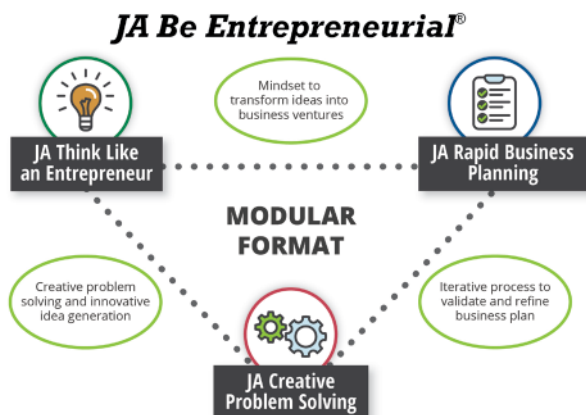 JA Be Entrepreneurial®
Mindset to
transform ideas into
business ventures
JA Think Like
an Entrepreneur
JA Rapid Business
Planning
MODULAR
FORMAT
Creative problem
solving and innovative
idea generation
Iterative process to
validate and refine
business plan
JA Creative
Problem Solving